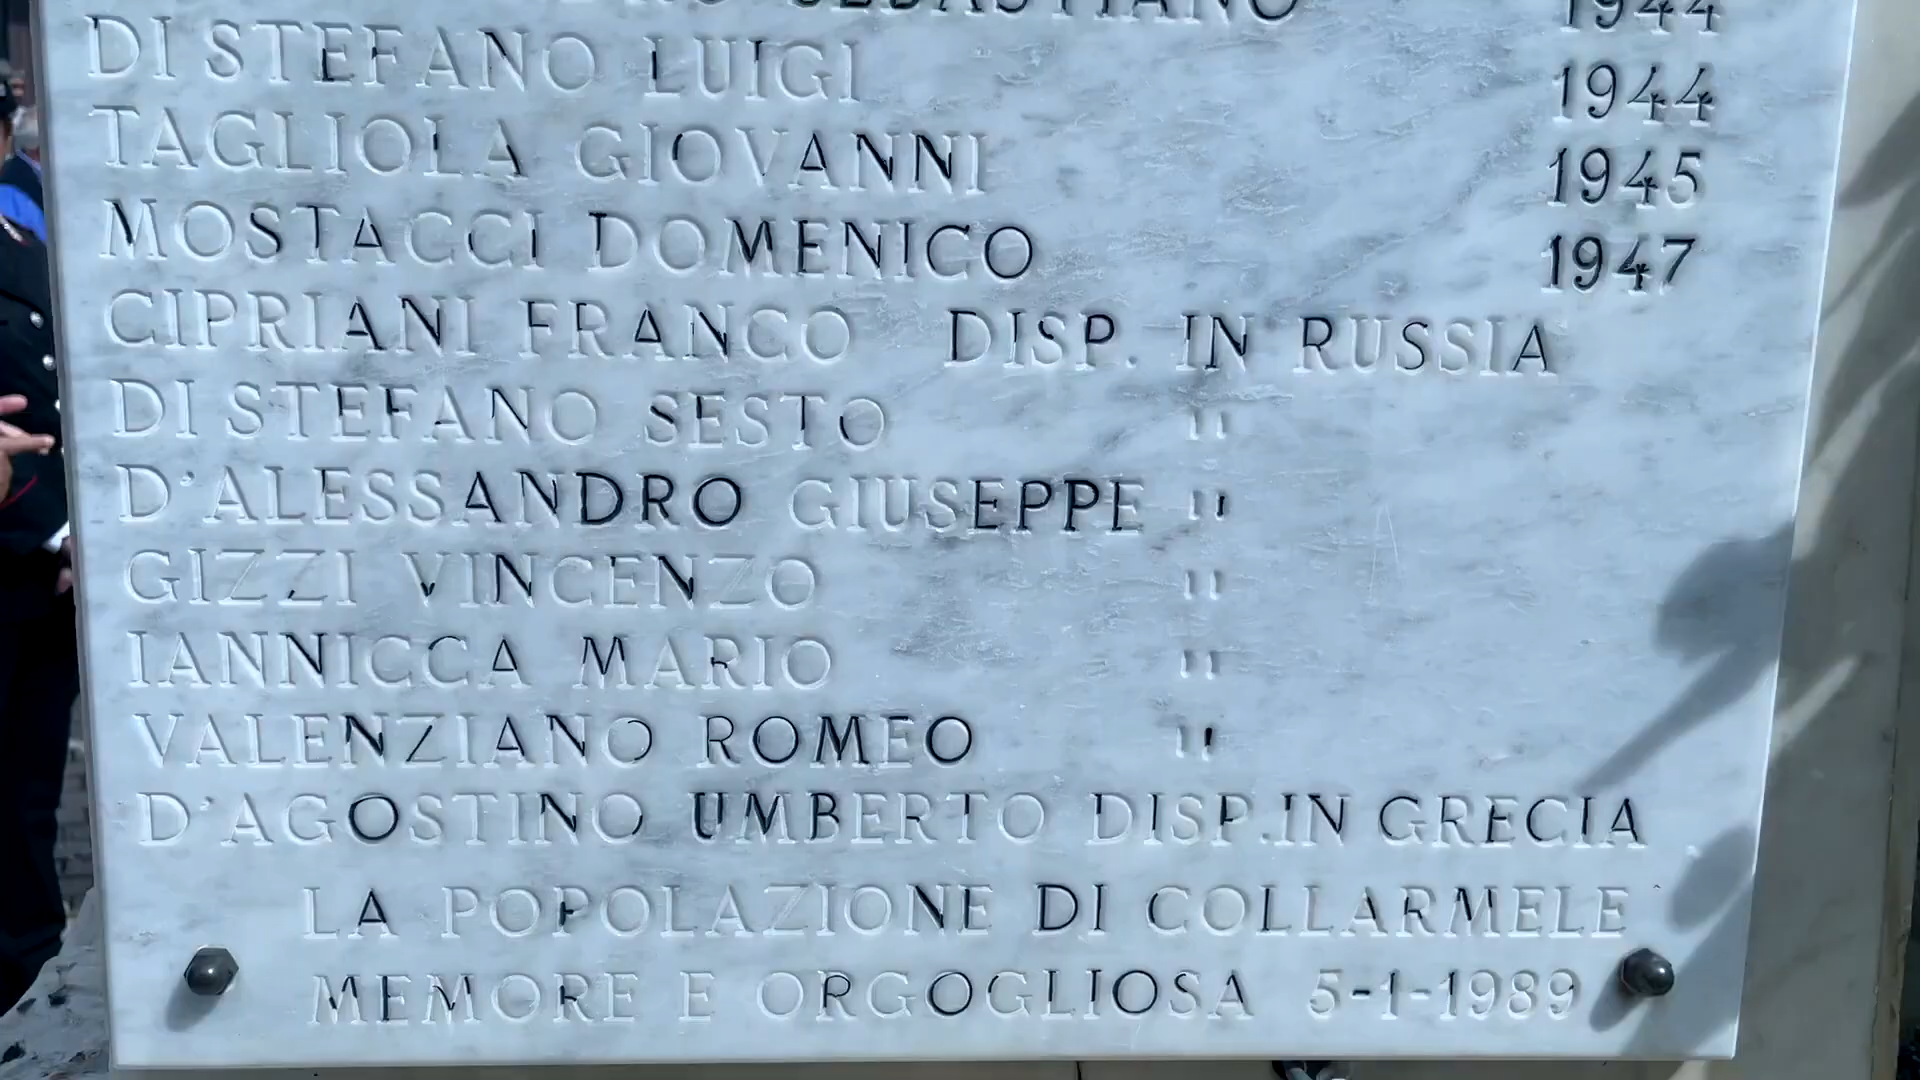 SEBASTIANO 1944
DI STEFANO LUIGI 1944
TAGLIOLA GIOVANNI 1945
MOSTACCI DOMENICO 1947
CIPRIANI FRANCO DISP. IN RUSSIA
DI STEFANO SESTO "
D'ALESSANDRO GIUSEPPE "
GIZZI VINCENZO "
IANNICCA MARIO "
VALENZIANO ROMEO "
D'AGOSTINO UMBERTO DISP.IN GRECIA
LA POPOLAZIONE DI COLLARMELE
MEMORE E ORGOGLIOSA 5-1-1989